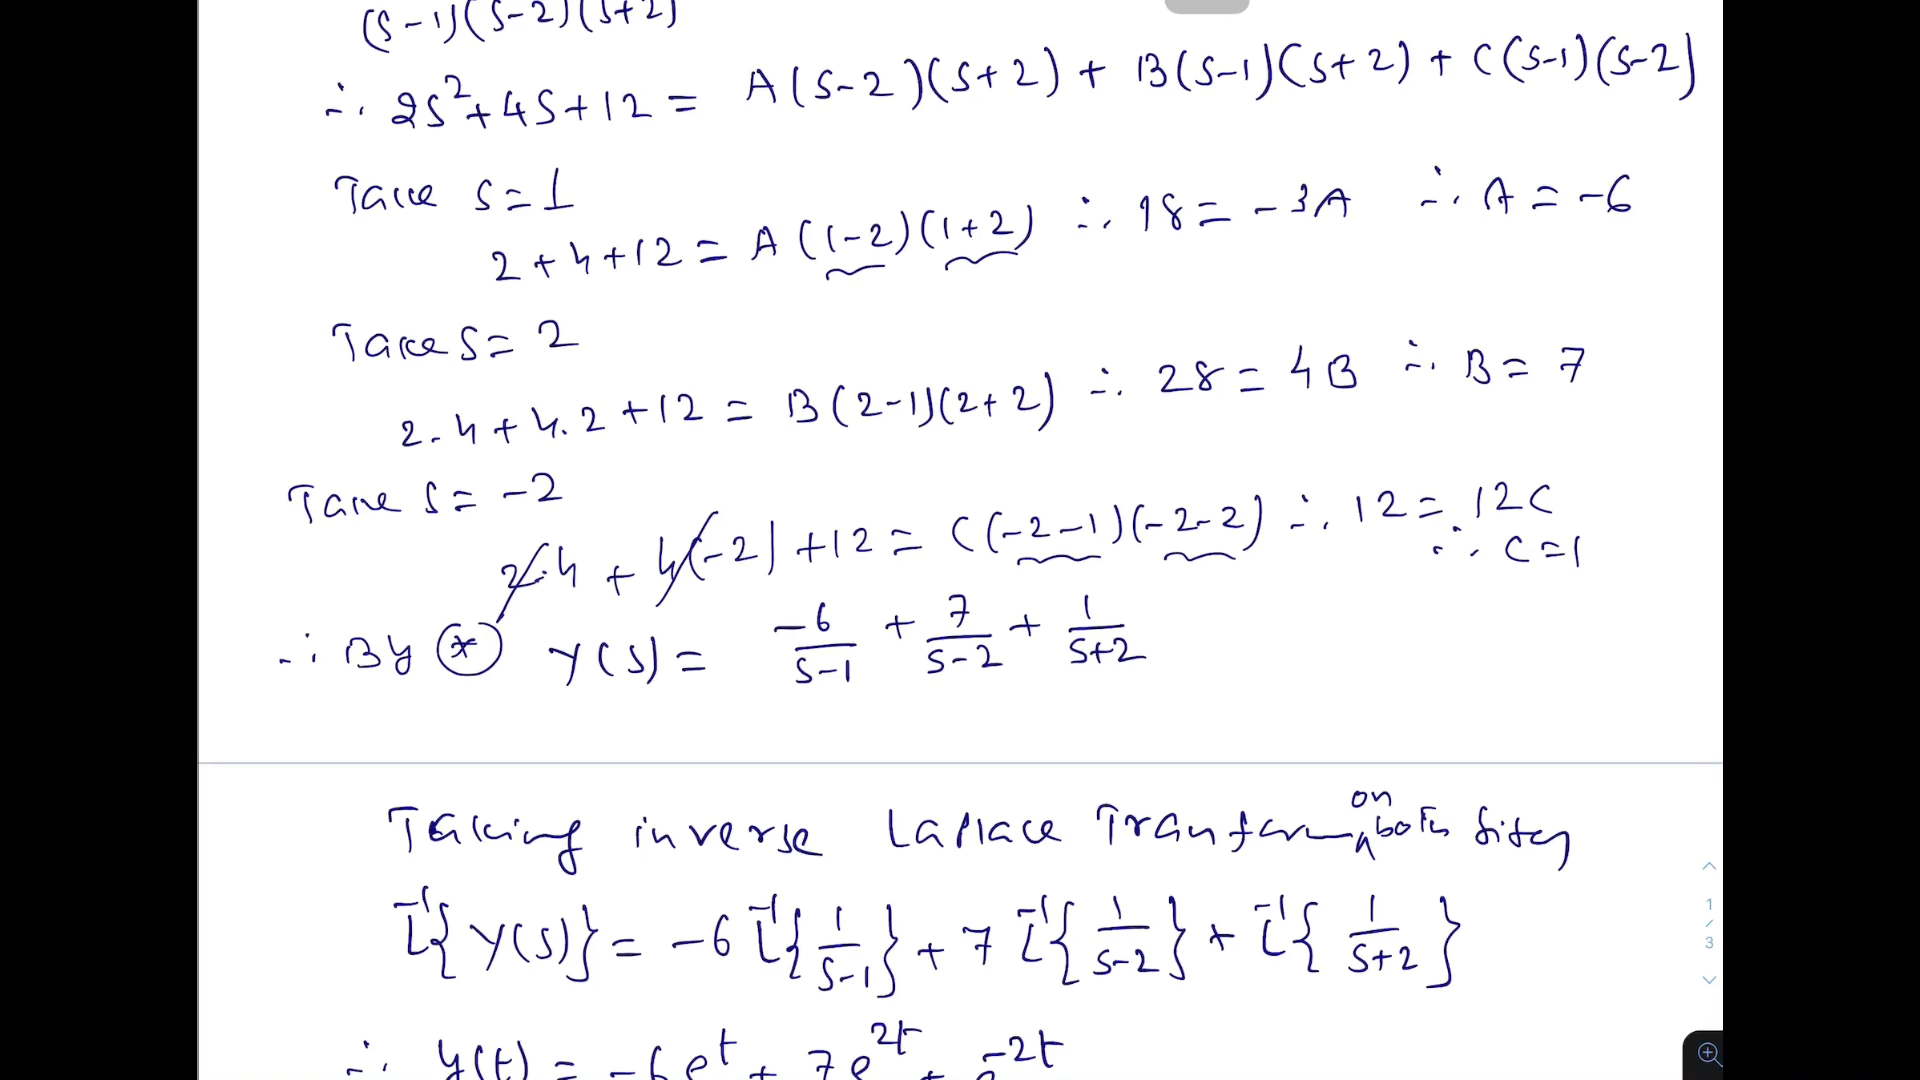 (s-1)(s-2)(s+2)
∴ 2s²+4s+12 = A(s-2)(s+2) + B(s-1)(s+2) + C(s-1)(s-2)
Take s=1
2+4+12 = A(1-2)(1+2) ∴ 18 = -3A ∴ A = -6
Take s= 2
2.4+4.2+12 = B(2-1)(2+2) ∴ 28 = 4B ∴ B= 7
Take s= -2
2.4 + 4(-2) +12 = C(-2-1)(-2-2) ∴ 12 = 12C
∴ C=1
∴ By (*) Y(s) = -6/(s-1) + 7/(s-2) + 1/(s+2)
Taking inverse Laplace Transform on both sides
L⁻¹{Y(s)} = -6 L⁻¹{1/(s-1)} + 7 L⁻¹{1/(s-2)} + L⁻¹{1/(s+2)}
∴ y(t) = -6e^t + 7e^2t + e^-2t
1
/
3